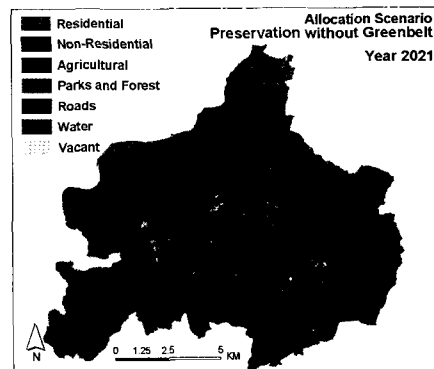 Allocation Scenario
Preservation without Greenbelt
Year 2021
Residential
Non-Residential
Agricultural
Parks and Forest
Roads
Water
Vacant
N
0 1.25 2.5 5
KM